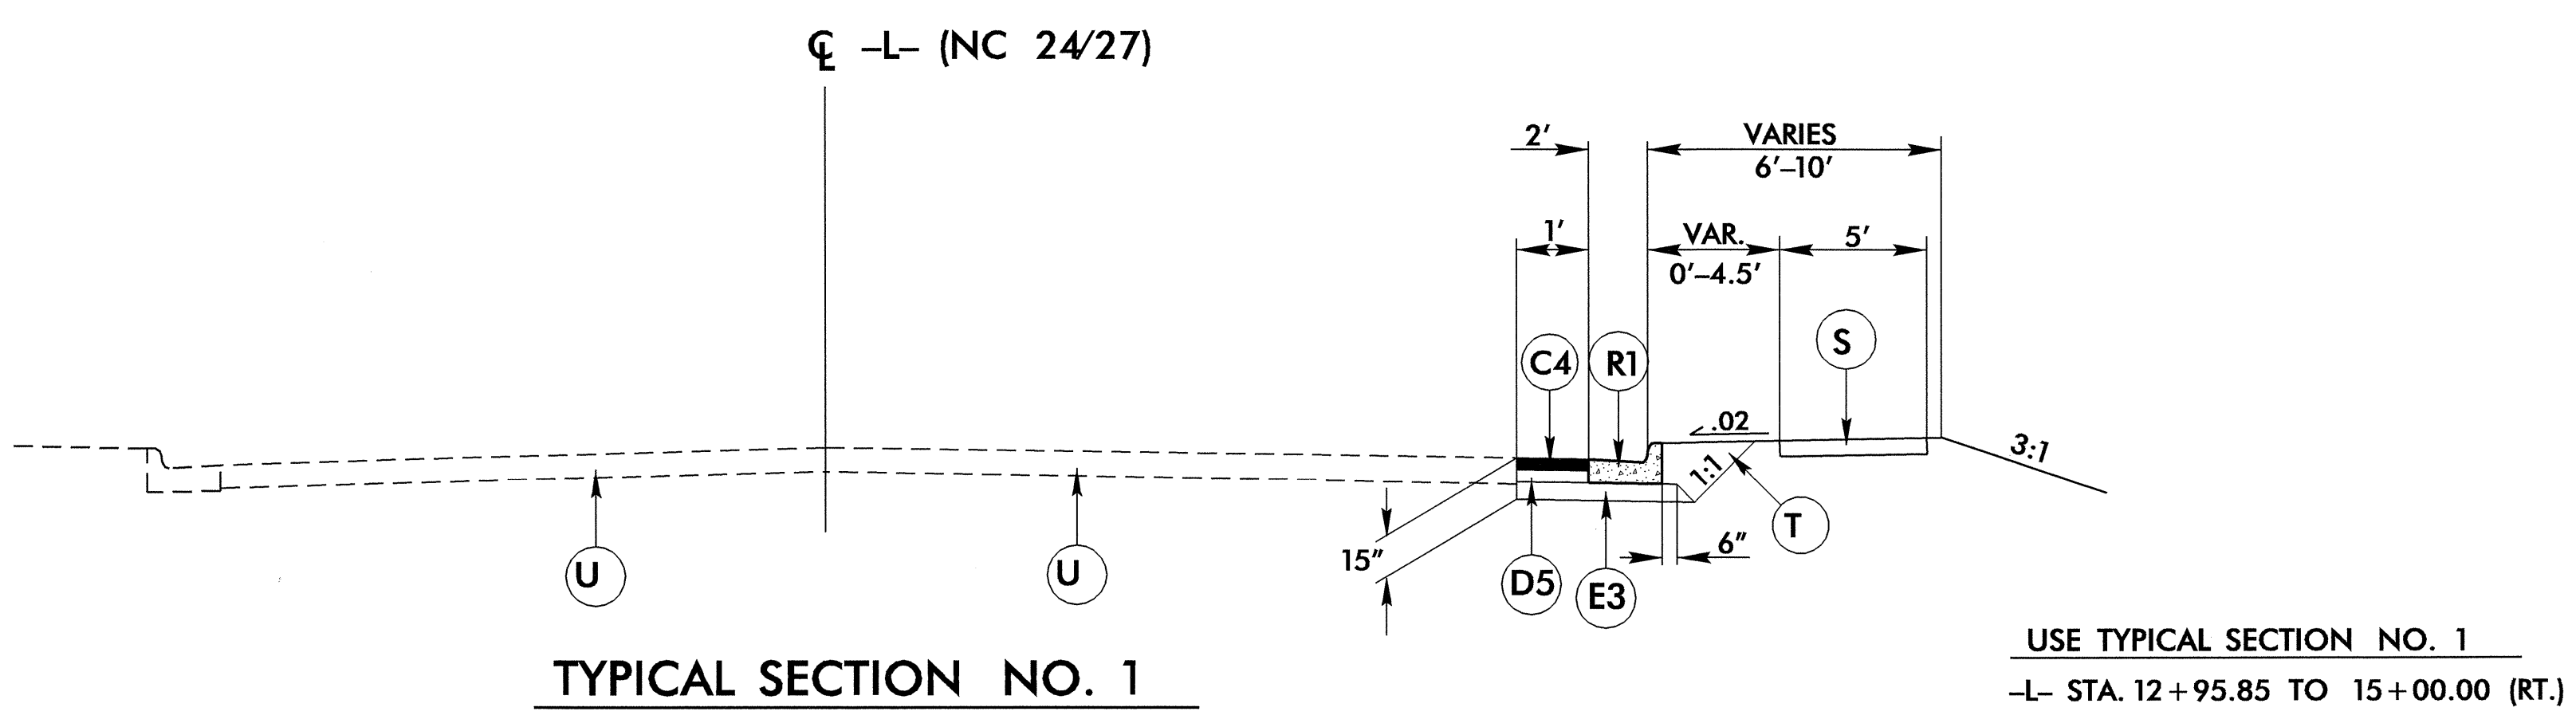 ℄ –L– (NC 24/27)
2'
VARIES
6'–10'
1'
VAR.
0'–4.5'
5'
C4
R1
S
.02
1:1
3:1
T
15"
6"
U
U
D5
E3
TYPICAL SECTION NO. 1
USE TYPICAL SECTION NO. 1
–L– STA. 12+95.85 TO 15+00.00 (RT.)